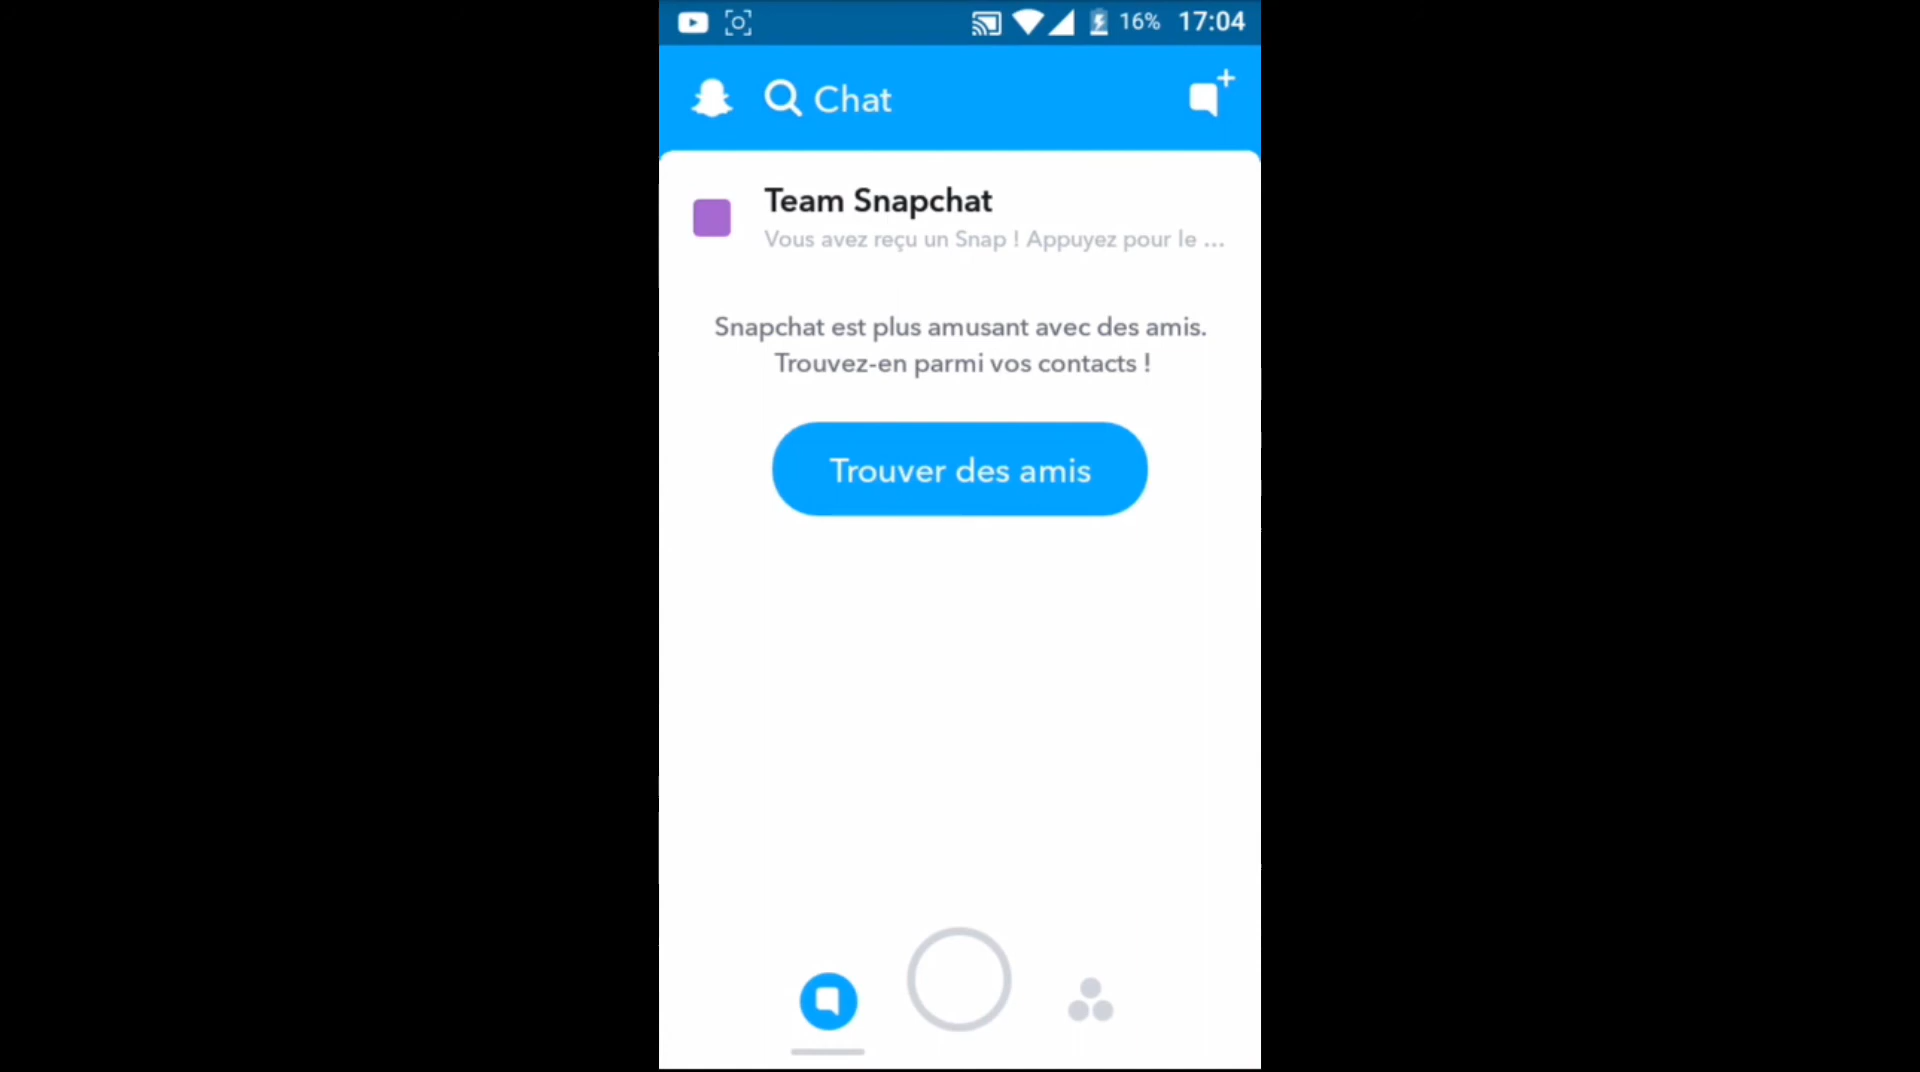 16% 17:04
Chat
Team Snapchat
Vous avez reçu un Snap ! Appuyez pour le ...
Snapchat est plus amusant avec des amis.
Trouvez-en parmi vos contacts !
Trouver des amis